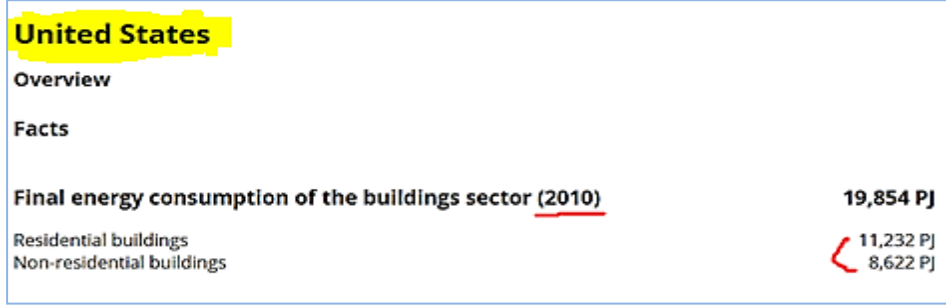 United States
Overview
Facts
Final energy consumption of the buildings sector (2010) 19,854 PJ
Residential buildings 11,232 PJ
Non-residential buildings 8,622 PJ